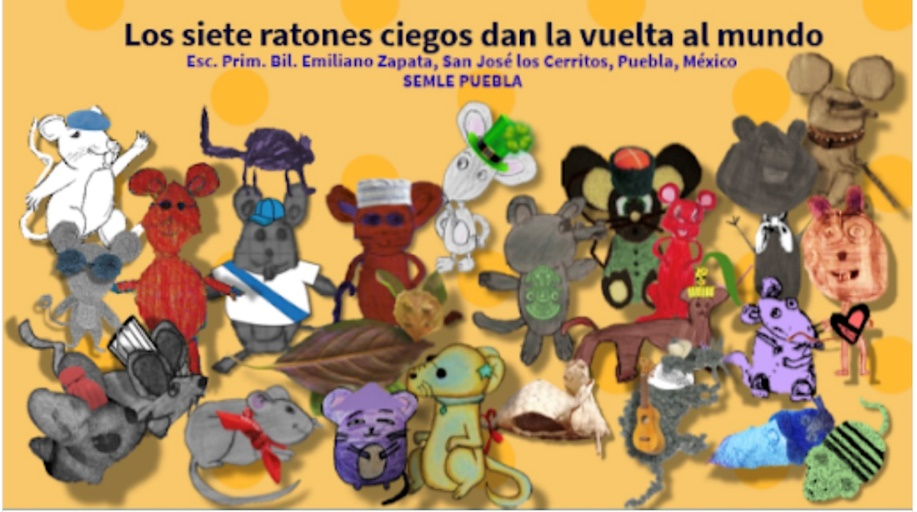 Los siete ratones ciegos dan la vuelta al mundo
Esc. Prim. Bil. Emiliano Zapata, San José los Cerritos, Puebla, México
SEMLE PUEBLA